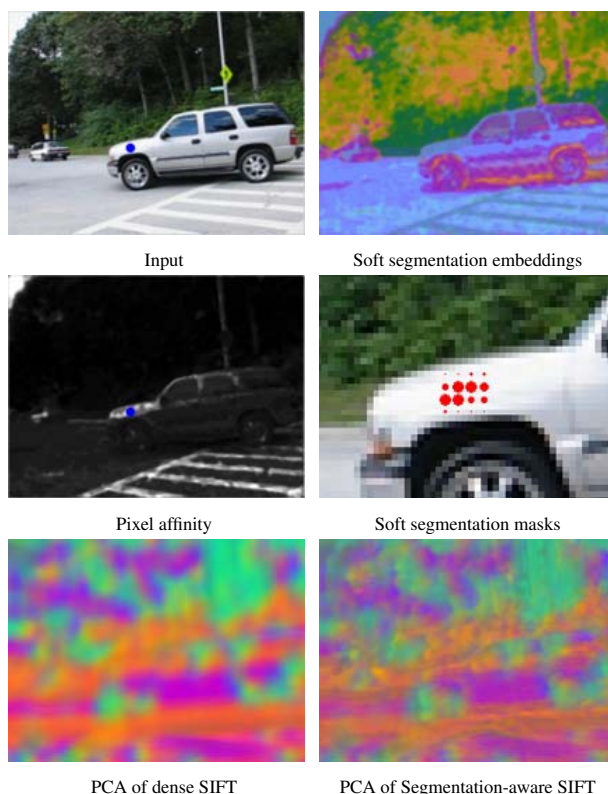 Input
Soft segmentation embeddings
Pixel affinity
Soft segmentation masks
PCA of dense SIFT
PCA of Segmentation-aware SIFT